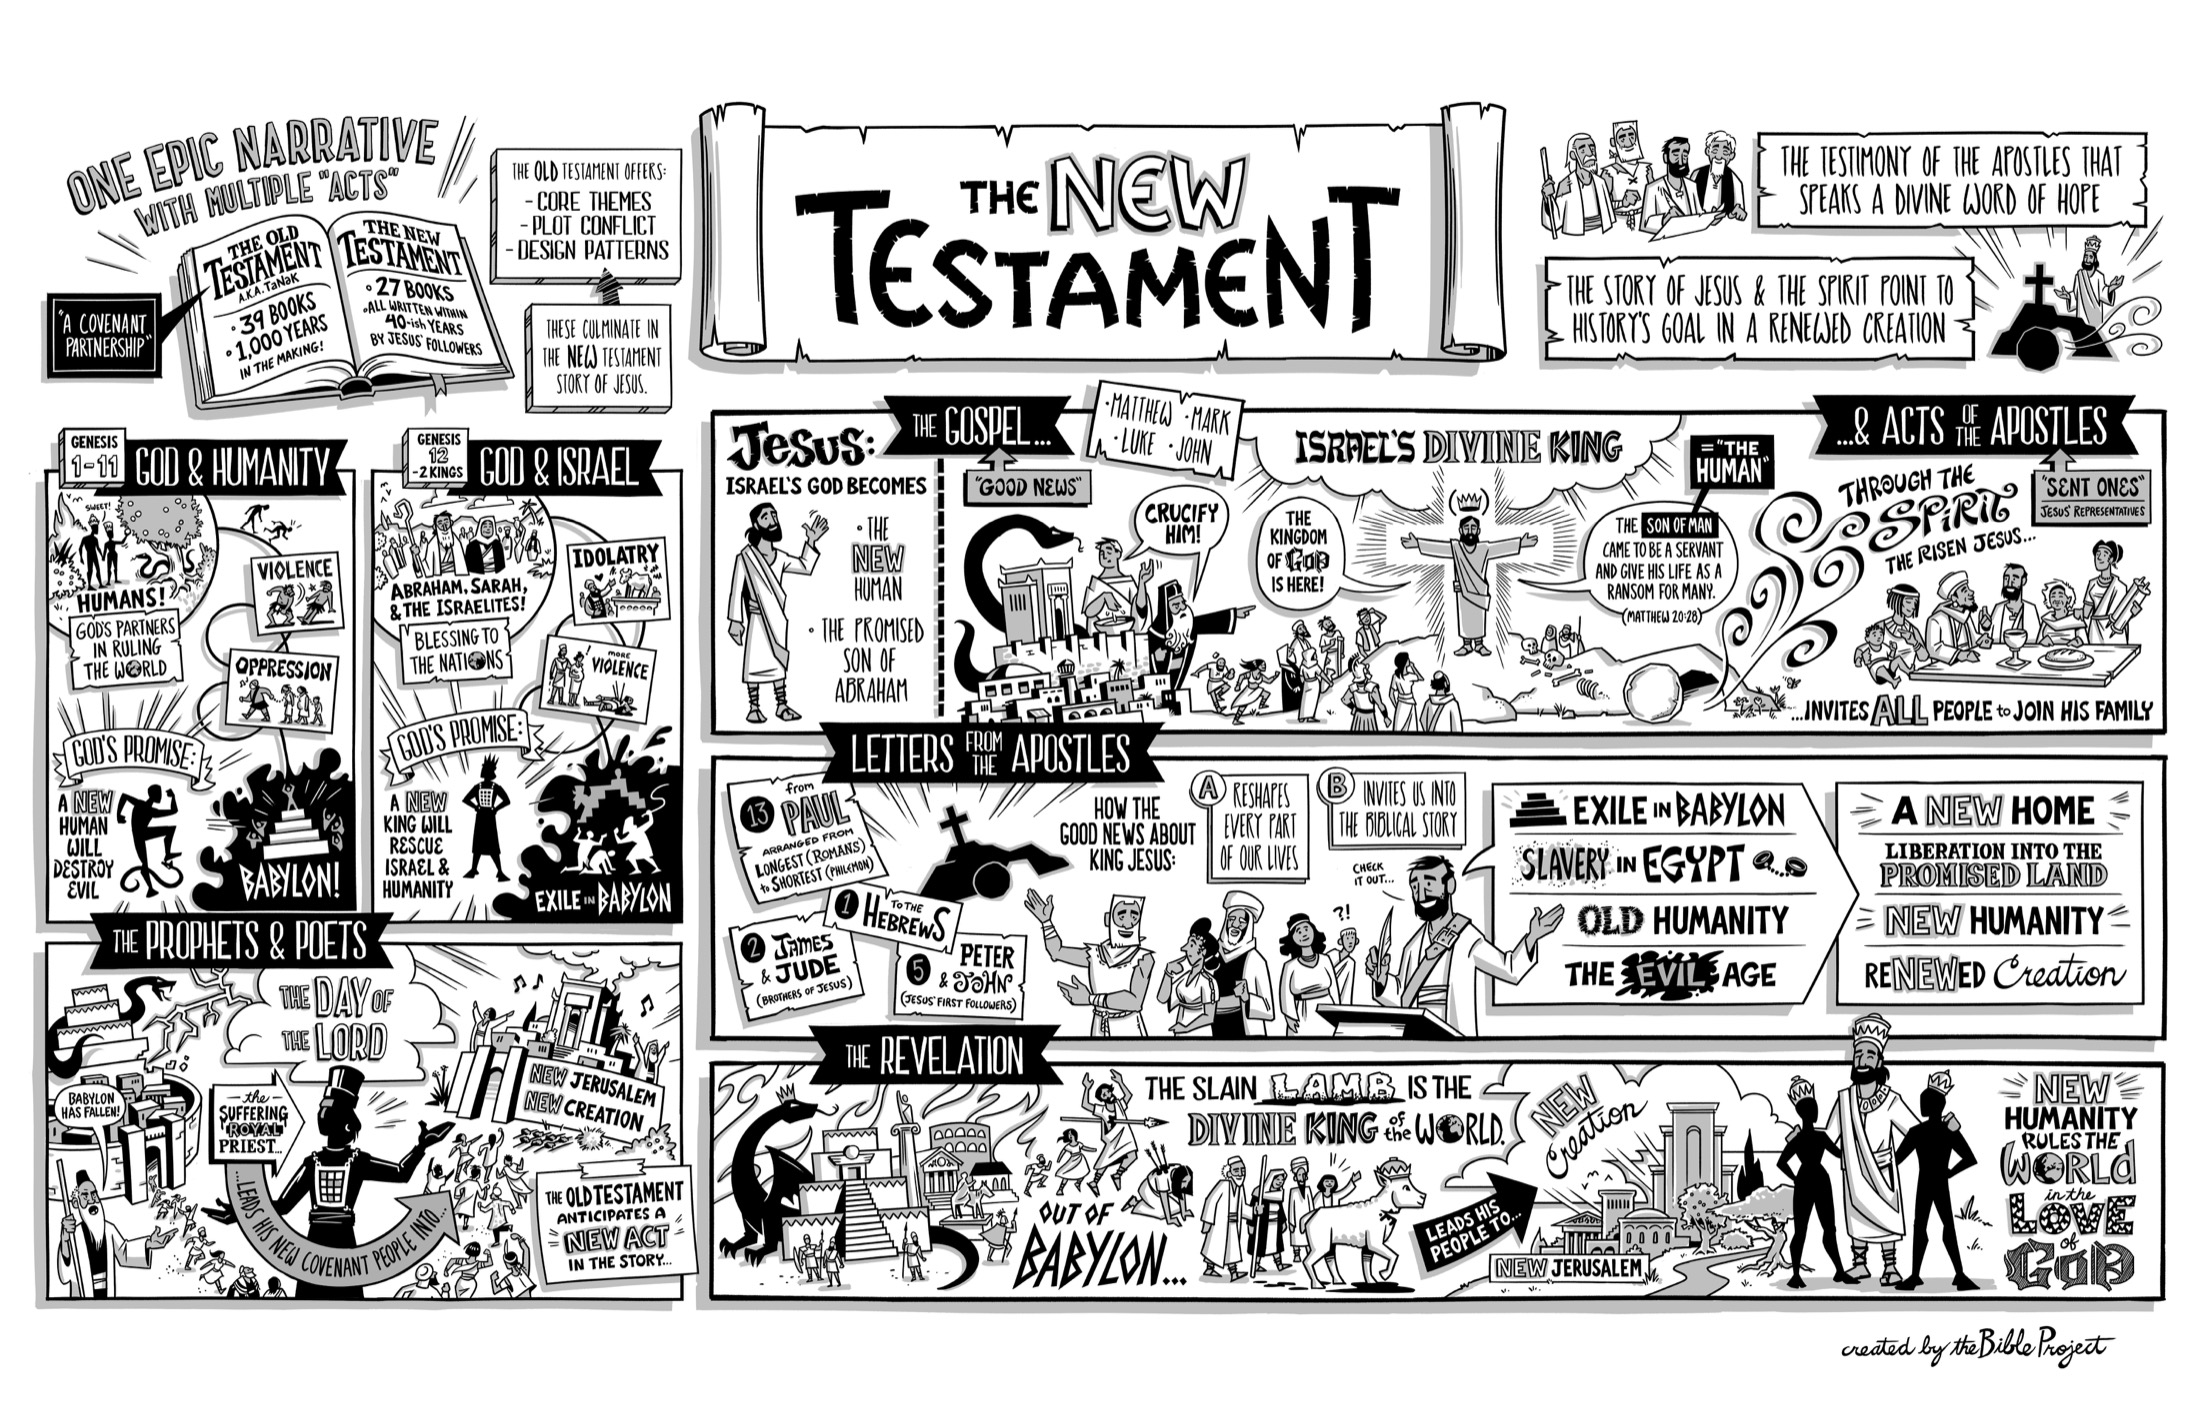 ONE EPIC NARRATIVE
WITH MULTIPLE "ACTS"
THE OLD
TESTAMENT
A.K.A. TaNaK
• 39 BOOKS
• 1,000 YEARS
IN THE MAKING!
THE NEW
TESTAMENT
• 27 BOOKS
• ALL WRITTEN WITHIN
40-ish YEARS
BY JESUS' FOLLOWERS
"A COVENANT
PARTNERSHIP"
THE OLD TESTAMENT OFFERS:
- CORE THEMES
- PLOT CONFLICT
- DESIGN PATTERNS
THESE CULMINATE IN
THE NEW TESTAMENT
STORY OF JESUS.
THE NEW
TESTAMENT
THE TESTIMONY OF THE APOSTLES THAT
SPEAKS A DIVINE WORD OF HOPE
THE STORY OF JESUS & THE SPIRIT POINT TO
HISTORY'S GOAL IN A RENEWED CREATION
GENESIS
1-11
GOD & HUMANITY
SWEET!
HUMANS!
GOD'S PARTNERS
IN RULING
THE WORLD
VIOLENCE
OPPRESSION
GOD'S PROMISE:
A NEW
HUMAN
WILL
DESTROY
EVIL
BABYLON!
GENESIS
12
-2 KINGS
GOD & ISRAEL
ABRAHAM, SARAH,
& THE ISRAELITES!
BLESSING TO
THE NATIONS
IDOLATRY
MORE
VIOLENCE
GOD'S PROMISE:
A NEW
KING WILL
RESCUE
ISRAEL &
HUMANITY
EXILE IN BABYLON
THE PROPHETS & POETS
THE DAY OF
THE LORD
BABYLON
HAS FALLEN!
the
SUFFERING
ROYAL
PRIEST...
...LEADS HIS NEW COVENANT PEOPLE INTO...
NEW JERUSALEM
NEW CREATION
THE OLD TESTAMENT
ANTICIPATES A
NEW ACT
IN THE STORY...
THE GOSPEL...
"GOOD NEWS"
• MATTHEW • MARK
• LUKE • JOHN
JESUS:
ISRAEL'S GOD BECOMES
• THE
NEW
HUMAN
• THE PROMISED
SON OF
ABRAHAM
CRUCIFY
HIM!
ISRAEL'S DIVINE KING
THE
KINGDOM
OF GOD
IS HERE!
= "THE
HUMAN"
THE SON OF MAN
CAME TO BE A SERVANT
AND GIVE HIS LIFE AS A
RANSOM FOR MANY.
(MATTHEW 20:28)
...& ACTS OF THE APOSTLES
"SENT ONES"
JESUS' REPRESENTATIVES
THROUGH THE
SPIRIT
THE RISEN JESUS...
...INVITES ALL PEOPLE to JOIN HIS FAMILY
LETTERS FROM THE APOSTLES
13
from
PAUL
ARRANGED FROM
LONGEST (ROMANS)
to SHORTEST (PHILEMON)
1
TO THE
HEBREWS
2
JAMES
& JUDE
(BROTHERS OF JESUS)
5
PETER
& JOHN
(JESUS' FIRST FOLLOWERS)
HOW THE
GOOD NEWS ABOUT
KING JESUS:
A
RESHAPES
EVERY PART
OF OUR LIVES
B
INVITES US INTO
THE BIBLICAL STORY
CHECK
IT OUT...
?!
EXILE IN BABYLON
SLAVERY IN EGYPT
OLD HUMANITY
THE EVIL AGE
A NEW HOME
LIBERATION INTO THE
PROMISED LAND
NEW HUMANITY
RENEWED Creation
THE REVELATION
THE SLAIN LAMB IS THE
DIVINE KING of the WORLD.
OUT OF
BABYLON...
LEADS HIS
PEOPLE TO...
NEW
Creation
NEW JERUSALEM
NEW
HUMANITY
RULES THE
WORLD
in the
LOVE
of
GOD
created by the Bible Project